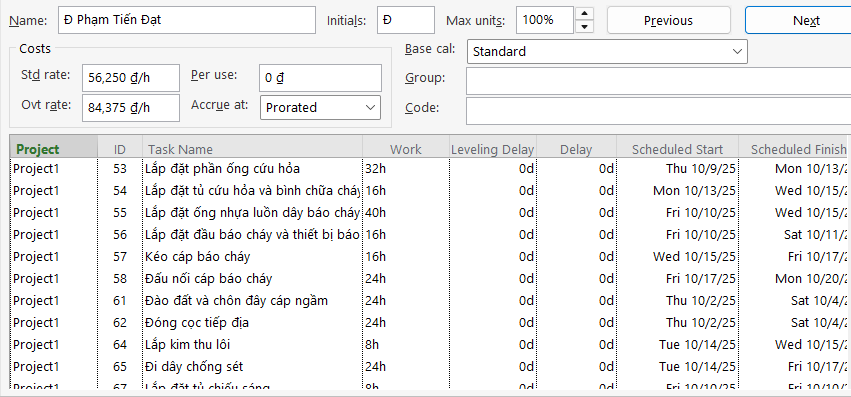 Name: Đ Phạm Tiến Đạt Initials: Đ Max units: 100% Previous Next
Costs Base cal: Standard
Std rate: 56,250 ₫/h Per use: 0 ₫ Group:
Ovt rate: 84,375 ₫/h Accrue at: Prorated Code:
Project ID Task Name Work Leveling Delay Delay Scheduled Start Scheduled Finish
Project1 53 Lắp đặt phần ống cứu hỏa 32h 0d 0d Thu 10/9/25 Mon 10/13/2
Project1 54 Lắp đặt tủ cứu hỏa và bình chữa cháy 16h 0d 0d Mon 10/13/25 Wed 10/15/2
Project1 55 Lắp đặt ống nhựa luồn dây báo cháy 40h 0d 0d Fri 10/10/25 Wed 10/15/2
Project1 56 Lắp đặt đầu báo cháy và thiết bị báo 16h 0d 0d Fri 10/10/25 Sat 10/11/2
Project1 57 Kéo cáp báo cháy 16h 0d 0d Wed 10/15/25 Fri 10/17/2
Project1 58 Đấu nối cáp báo cháy 24h 0d 0d Fri 10/17/25 Mon 10/20/2
Project1 61 Đào đất và chôn đây cáp ngầm 24h 0d 0d Thu 10/2/25 Sat 10/4/2
Project1 62 Đóng cọc tiếp địa 24h 0d 0d Thu 10/2/25 Sat 10/4/2
Project1 64 Lắp kim thu lôi 8h 0d 0d Tue 10/14/25 Wed 10/15/2
Project1 65 Đi dây chống sét 24h 0d 0d Tue 10/14/25 Fri 10/17/2
Project1 67 Lắp đặt tủ chiếu sáng 8h 0d 0d Fri 10/10/25 Fri 10/10/2